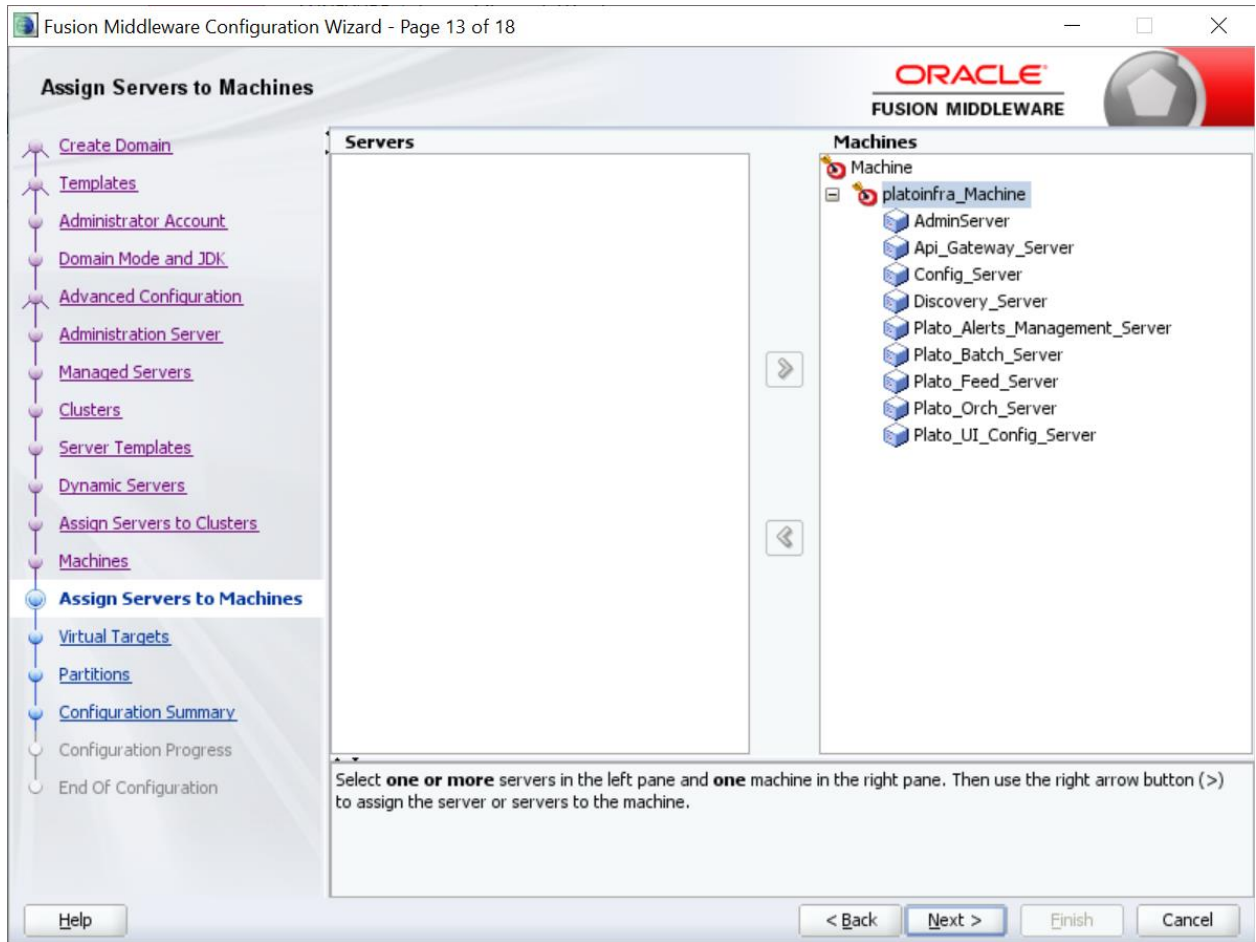 Fusion Middleware Configuration Wizard - Page 13 of 18
Assign Servers to Machines
ORACLE
FUSION MIDDLEWARE
Create Domain
Templates
Administrator Account
Domain Mode and JDK
Advanced Configuration
Administration Server
Managed Servers
Clusters
Server Templates
Dynamic Servers
Assign Servers to Clusters
Machines
Assign Servers to Machines
Virtual Targets
Partitions
Configuration Summary
Configuration Progress
End Of Configuration
Servers
Machines
Machine
platoinfra_Machine
AdminServer
Api_Gateway_Server
Config_Server
Discovery_Server
Plato_Alerts_Management_Server
Plato_Batch_Server
Plato_Feed_Server
Plato_Orch_Server
Plato_UI_Config_Server
Select one or more servers in the left pane and one machine in the right pane. Then use the right arrow button (>)
to assign the server or servers to the machine.
Help
< Back
Next >
Finish
Cancel